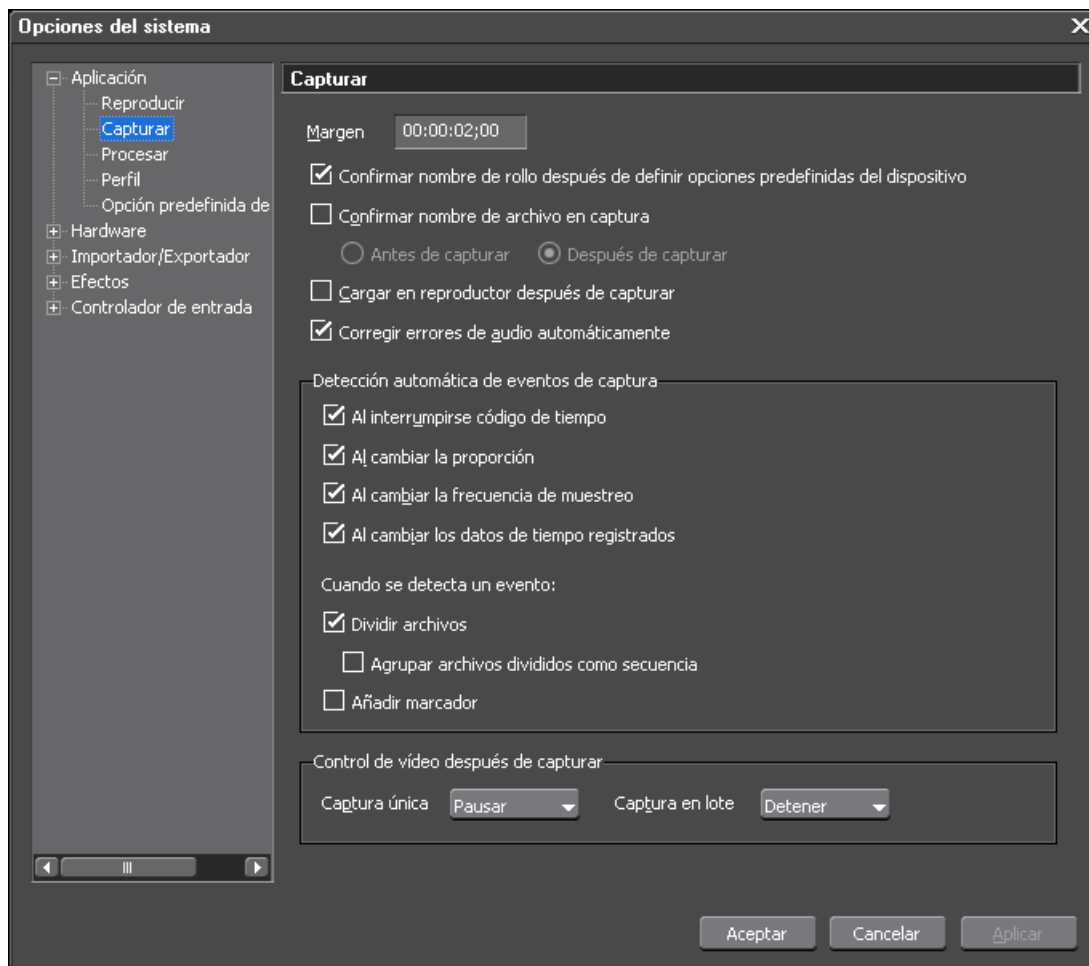 Opciones del sistema
Aplicación
Reproducir
Capturar
Procesar
Perfil
Opción predefinida de
Hardware
Importador/Exportador
Efectos
Controlador de entrada
Capturar
Margen 00:00:02;00
Confirmar nombre de rollo después de definir opciones predefinidas del dispositivo
Confirmar nombre de archivo en captura
Antes de capturar Después de capturar
Cargar en reproductor después de capturar
Corregir errores de audio automáticamente
Detección automática de eventos de captura
Al interrumpirse código de tiempo
Al cambiar la proporción
Al cambiar la frecuencia de muestreo
Al cambiar los datos de tiempo registrados
Cuando se detecta un evento:
Dividir archivos
Agrupar archivos divididos como secuencia
Añadir marcador
Control de vídeo después de capturar
Captura única Pausar Captura en lote Detener
Aceptar Cancelar Aplicar